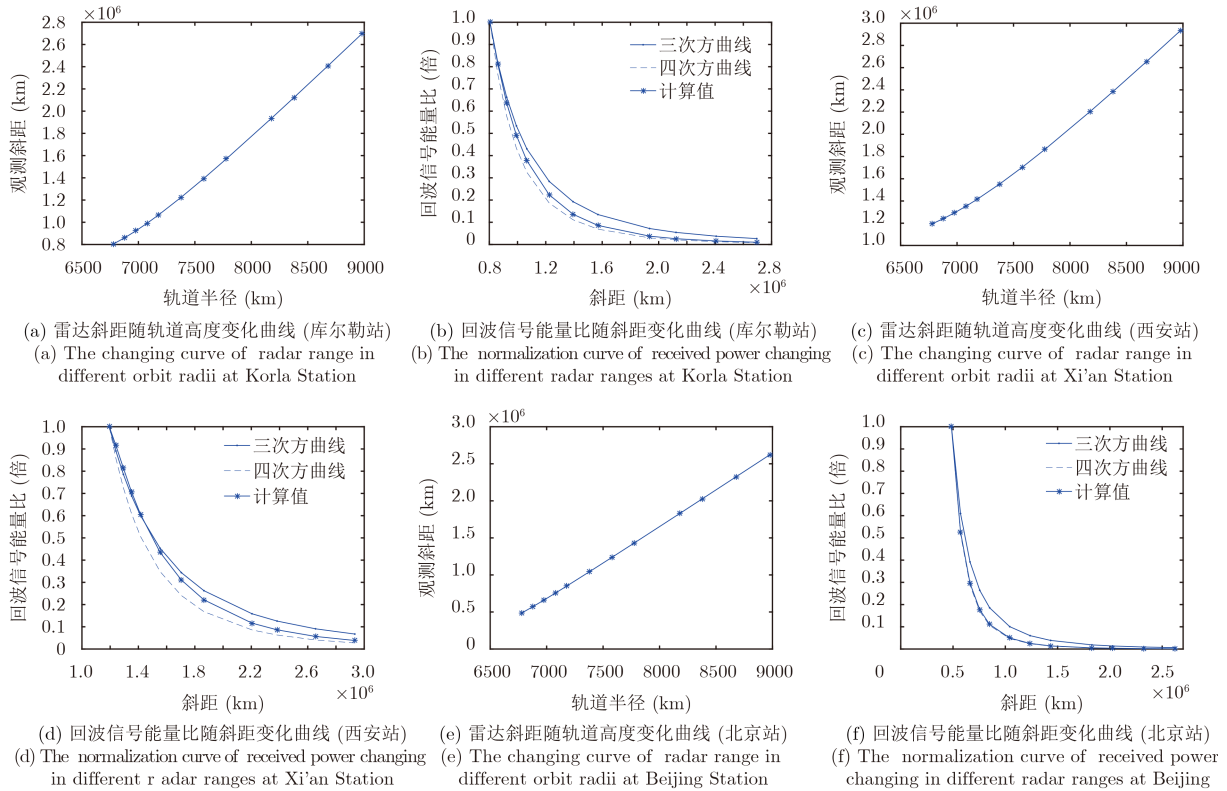 ×10⁶
2.8
2.6
2.4
2.2
2.0
1.8
1.6
1.4
1.2
1.0
0.8
观测斜距 (km)
6500 7000 7500 8000 8500 9000
轨道半径 (km)
(a) 雷达斜距随轨道高度变化曲线 (库尔勒站)
(a) The changing curve of radar range in
different orbit radii at Korla Station
1.0
0.9
0.8
0.7
0.6
0.5
0.4
0.3
0.2
0.1
0
回波信号能量比 (倍)
三次方曲线
四次方曲线
计算值
0.8 1.2 1.6 2.0 2.4 2.8
×10⁶
斜距 (km)
(b) 回波信号能量比随斜距变化曲线 (库尔勒站)
(b) The normalization curve of received power changing
in different radar ranges at Korla Station
×10⁶
3.0
2.8
2.6
2.4
2.2
2.0
1.8
1.6
1.4
1.2
1.0
观测斜距 (km)
6500 7000 7500 8000 8500 9000
轨道半径 (km)
(c) 雷达斜距随轨道高度变化曲线 (西安站)
(c) The changing curve of radar range in
different orbit radii at Xi'an Station
1.0
0.9
0.8
0.7
0.6
0.5
0.4
0.3
0.2
0.1
0
回波信号能量比 (倍)
三次方曲线
四次方曲线
计算值
1.0 1.4 1.8 2.2 2.6 3.0
×10⁶
斜距 (km)
(d) 回波信号能量比随斜距变化曲线 (西安站)
(d) The normalization curve of received power changing
in different r adar ranges at Xi'an Station
×10⁶
3.0
2.5
2.0
1.5
1.0
0.5
0
观测斜距 (km)
6500 7000 7500 8000 8500 9000
轨道半径 (km)
(e) 雷达斜距随轨道高度变化曲线 (北京站)
(e) The changing curve of radar range in
different orbit radii at Beijing Station
1.0
0.9
0.8
0.7
0.6
0.5
0.4
0.3
0.2
0.1
回波信号能量比 (倍)
三次方曲线
四次方曲线
计算值
0 0.5 1.0 1.5 2.0 2.5
×10⁶
斜距 (km)
(f) 回波信号能量比随斜距变化曲线 (北京站)
(f) The normalization curve of received power
changing in different radar ranges at Beijing